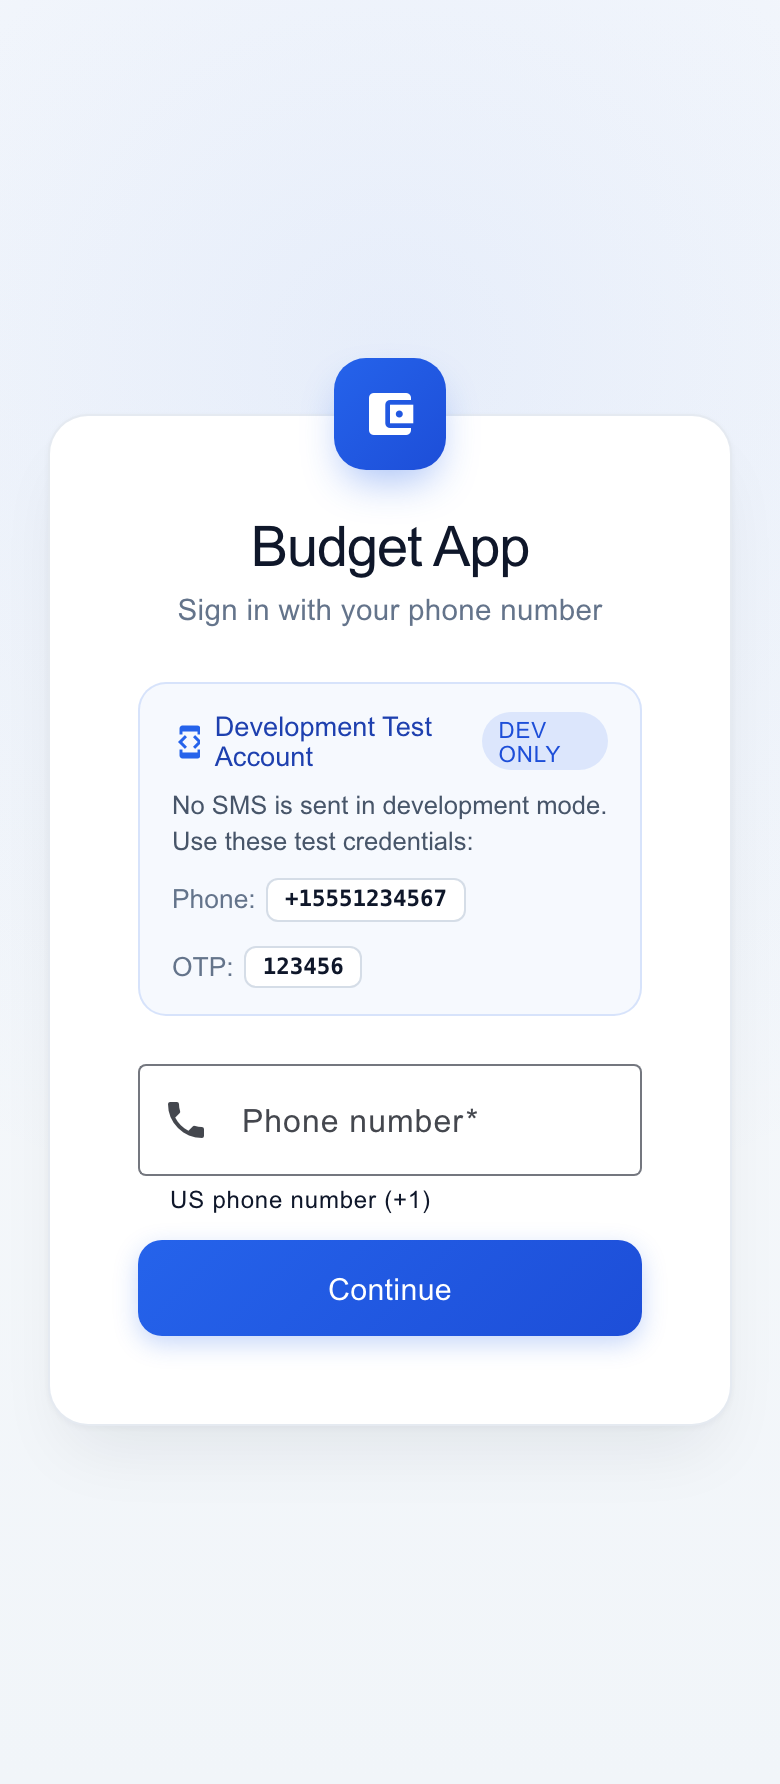 Budget App
Sign in with your phone number
Development Test
Account
DEV
ONLY
No SMS is sent in development mode.
Use these test credentials:
Phone: +15551234567
OTP: 123456
Phone number*
US phone number (+1)
Continue